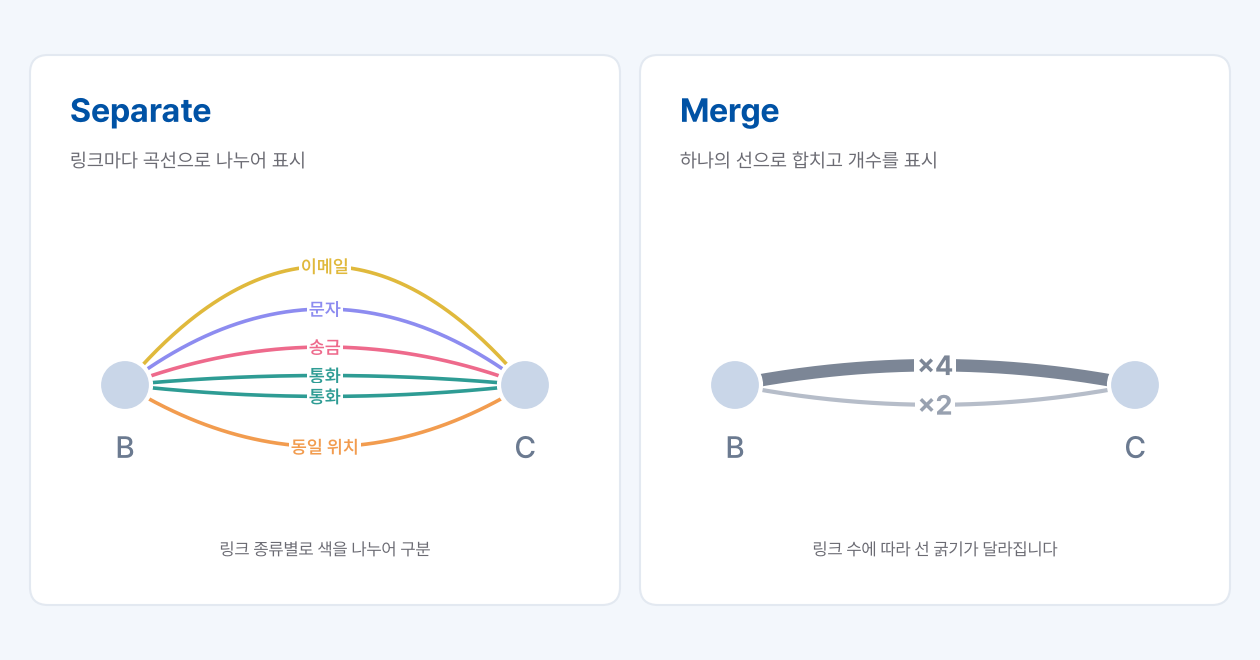 Separate
링크마다 곡선으로 나누어 표시
이메일
문자
송금
통화
통화
동일 위치
B
C
링크 종류별로 색을 나누어 구분
Merge
하나의 선으로 합치고 개수를 표시
×4
×2
B
C
링크 수에 따라 선 굵기가 달라집니다